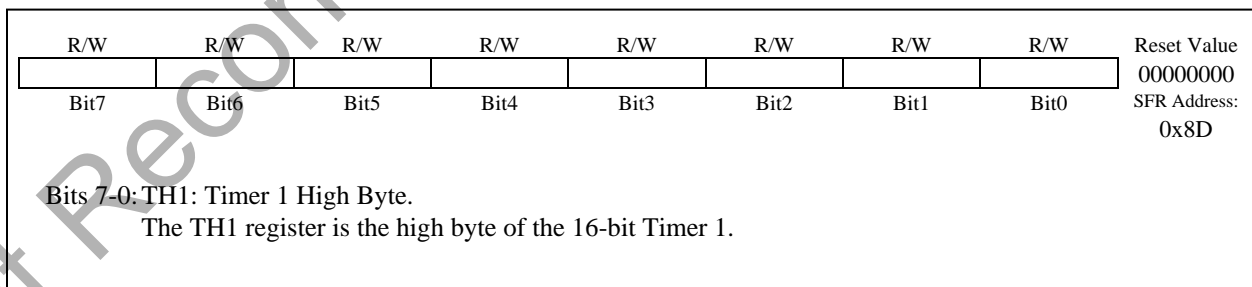 R/W R/W R/W R/W R/W R/W R/W R/W Reset Value
00000000
Bit7 Bit6 Bit5 Bit4 Bit3 Bit2 Bit1 Bit0 SFR Address:
0x8D
Bits 7-0: TH1: Timer 1 High Byte.
The TH1 register is the high byte of the 16-bit Timer 1.
Recom